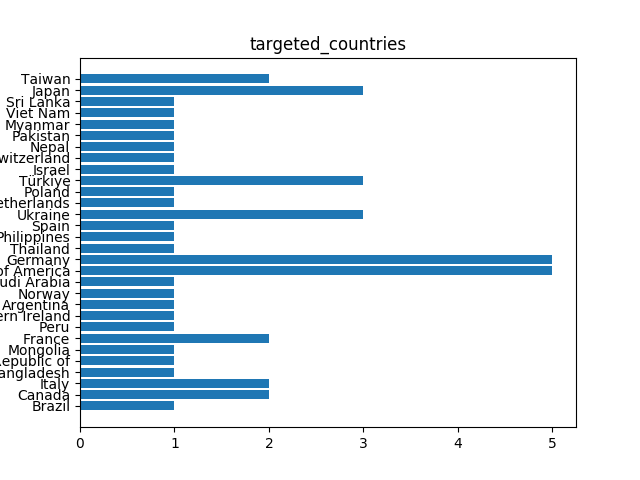 targeted_countries
Taiwan
Japan
Sri Lanka
Viet Nam
Myanmar
Pakistan
Nepal
witzerland
Israel
Türkiye
Poland
etherlands
Ukraine
Spain
Philippines
Thailand
Germany
of America
udi Arabia
Norway
Argentina
ern Ireland
Peru
France
Mongolia
epublic of
angladesh
Italy
Canada
Brazil
0 1 2 3 4 5